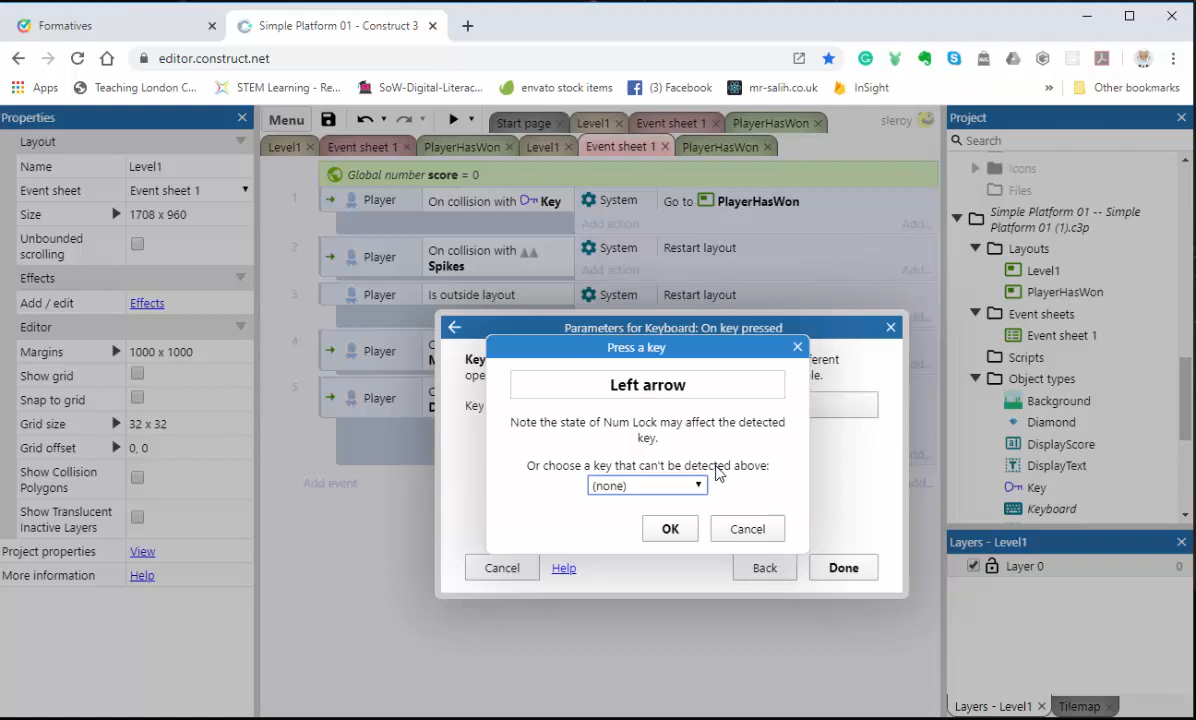 Formatives
Simple Platform 01 - Construct 3
editor.construct.net
Apps
Teaching London C...
STEM Learning - Re...
SoW-Digital-Literac...
envato stock items
(3) Facebook
mr-salih.co.uk
InSight
»
Other bookmarks
Properties
Menu
Start page
Level1
Event sheet 1
PlayerHasWon
sleroy
Level1
Event sheet 1
PlayerHasWon
Level1
Event sheet 1
PlayerHasWon
Layout
Name Level1
Event sheet Event sheet 1
Size 1708 x 960
Unbounded
scrolling
Effects
Add / edit Effects
Editor
Margins 1000 x 1000
Show grid
Snap to grid
Grid size 32 x 32
Grid offset 0, 0
Show Collision
Polygons
Show Translucent
Inactive Layers
Project properties View
More information Help
Global number score = 0
1 Player On collision with Key System Go to PlayerHasWon
Add action Add...
2 Player On collision with
Spikes
System Restart layout
Add action Add...
3 Player Is outside layout System Restart layout
4 Player
5 Player
Add event
Parameters for Keyboard: On key pressed
Key
Press a key
Left arrow
Note the state of Num Lock may affect the detected
key.
Or choose a key that can't be detected above:
(none)
OK Cancel
Cancel Help Back Done
Project
Search
Icons
Files
Simple Platform 01 -- Simple
Platform 01 (1).c3p
Layouts
Level1
PlayerHasWon
Event sheets
Event sheet 1
Scripts
Object types
Background
Diamond
DisplayScore
DisplayText
Key
Keyboard
Layers - Level1
Layer 0 0
Layers - Level1
Tilemap